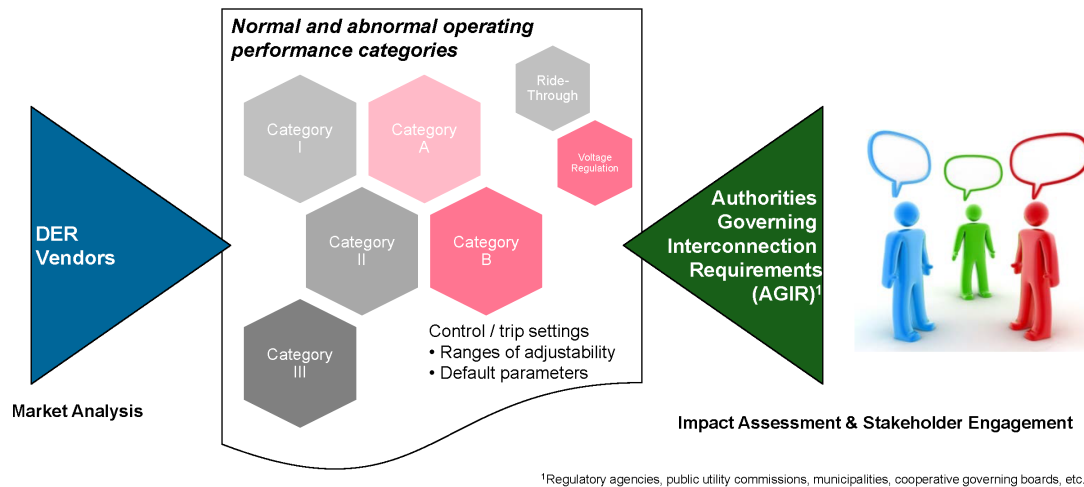 Normal and abnormal operating
performance categories
Ride-
Through
Category
I
Category
A
Voltage
Regulation
DER
Vendors
Category
II
Category
B
Authorities
Governing
Interconnection
Requirements
(AGIR)¹
Category
III
Control / trip settings
• Ranges of adjustability
• Default parameters
Market Analysis
Impact Assessment & Stakeholder Engagement
¹Regulatory agencies, public utility commissions, municipalities, cooperative governing boards, etc.